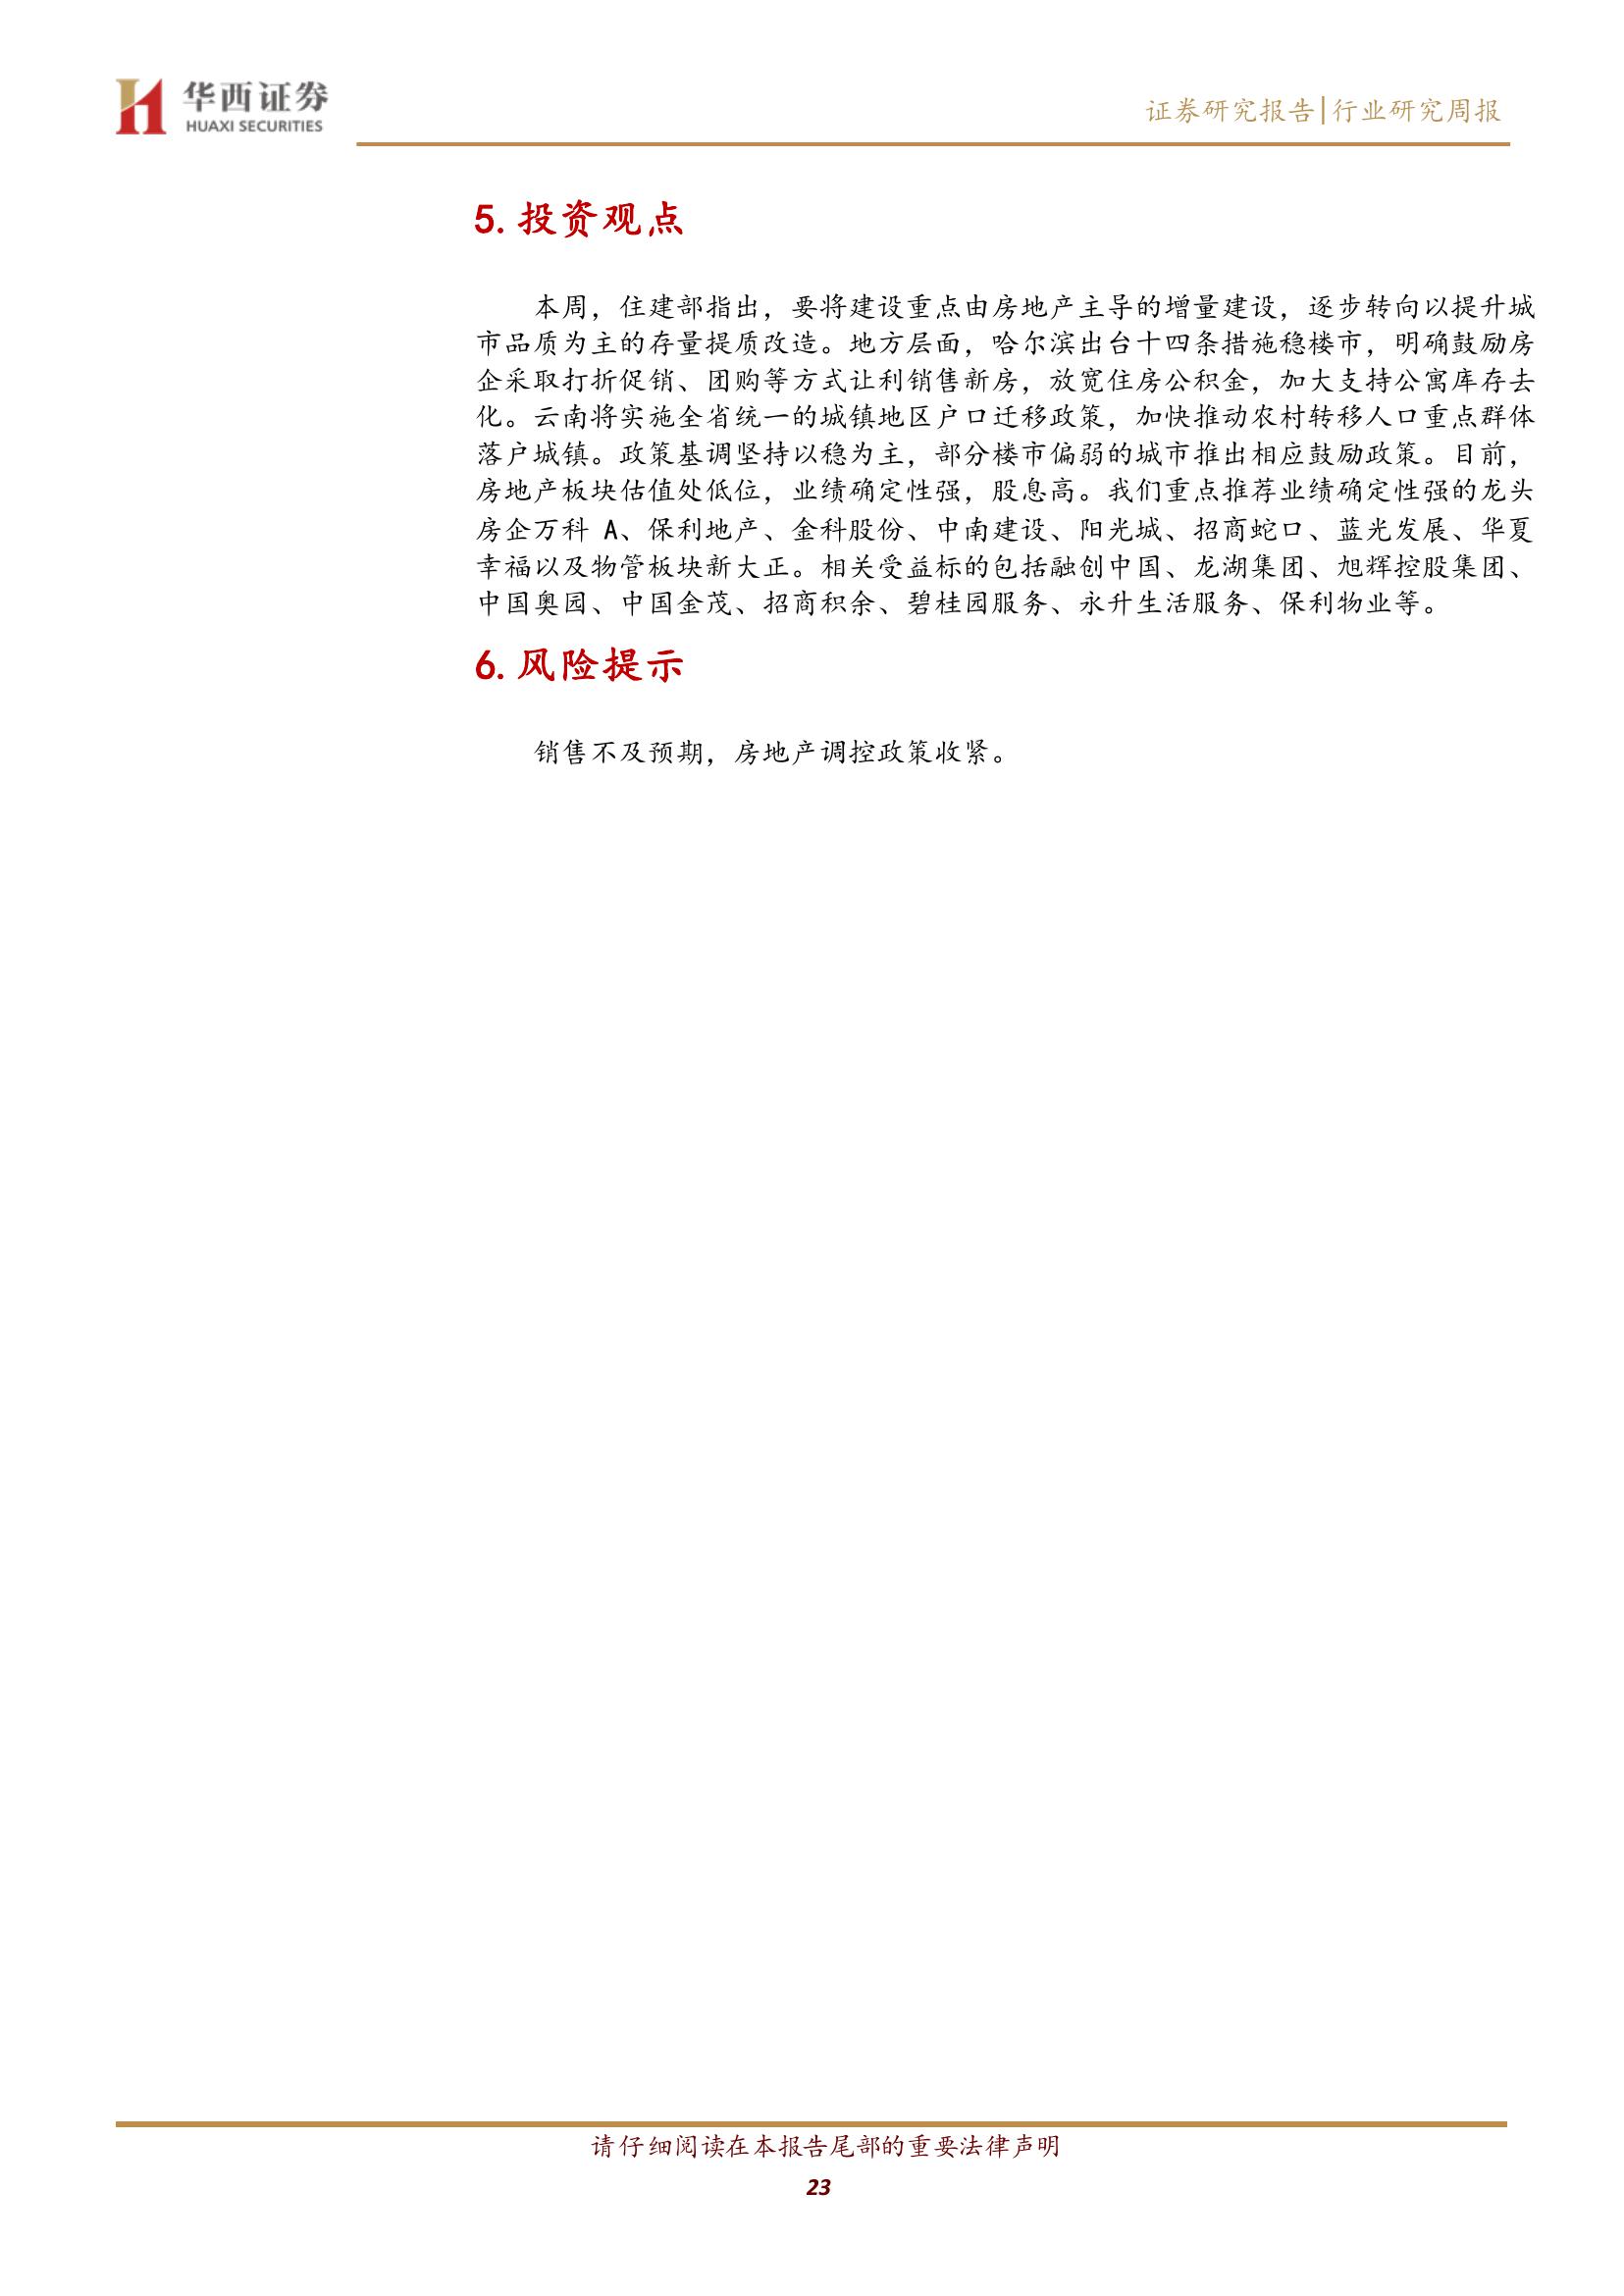 华西证券
HUAXI SECURITIES
证券研究报告|行业研究周报
5.投资观点
本周，住建部指出，要将建设重点由房地产主导的增量建设，逐步转向以提升城
市品质为主的存量提质改造。地方层面，哈尔滨出台十四条措施稳楼市，明确鼓励房
企采取打折促销、团购等方式让利销售新房，放宽住房公积金，加大支持公寓库存去
化。云南将实施全省统一的城镇地区户口迁移政策，加快推动农村转移人口重点群体
落户城镇。政策基调坚持以稳为主，部分楼市偏弱的城市推出相应鼓励政策。目前，
房地产板块估值处低位，业绩确定性强，股息高。我们重点推荐业绩确定性强的龙头
房企万科 A、保利地产、金科股份、中南建设、阳光城、招商蛇口、蓝光发展、华夏
幸福以及物管板块新大正。相关受益标的包括融创中国、龙湖集团、旭辉控股集团、
中国奥园、中国金茂、招商积余、碧桂园服务、永升生活服务、保利物业等。
6.风险提示
销售不及预期，房地产调控政策收紧。
请仔细阅读在本报告尾部的重要法律声明
23